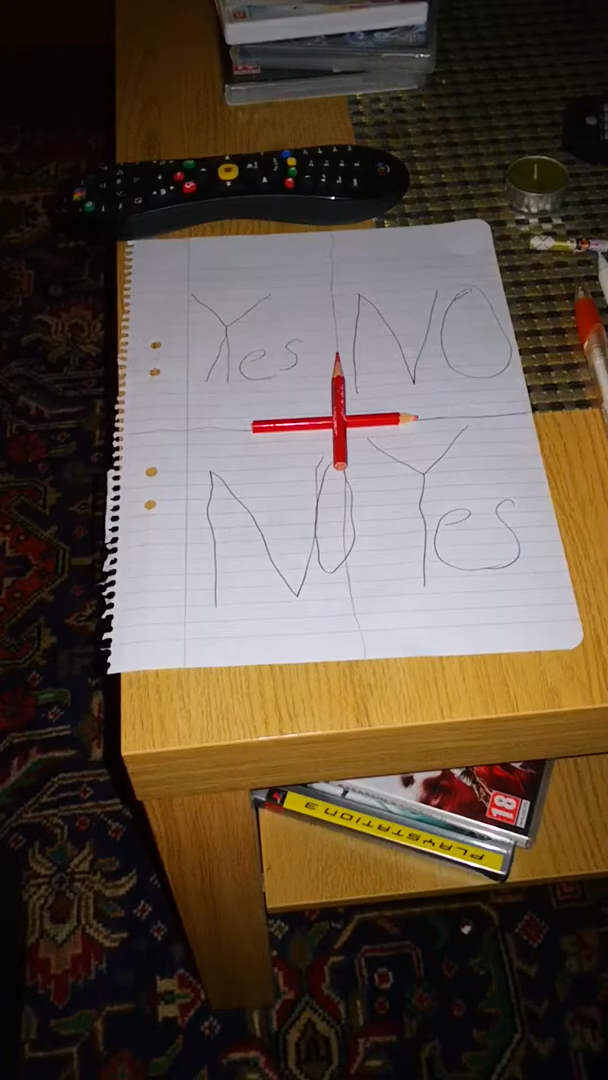 Yes NO
NO Yes
18
PLAYSTATION 3